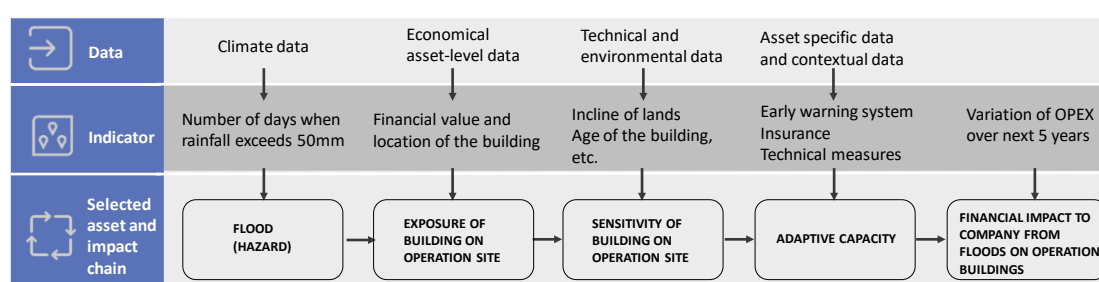 Data
Climate data
Economical
asset-level data
Technical and
environmental data
Asset specific data
and contextual data
Indicator
Number of days when
rainfall exceeds 50mm
Financial value and
location of the building
Incline of lands
Age of the building,
etc.
Early warning system
Insurance
Technical measures
Variation of OPEX
over next 5 years
Selected
asset and
impact
chain
FLOOD
(HAZARD)
EXPOSURE OF
BUILDING ON
OPERATION SITE
SENSITIVITY OF
BUILDING ON
OPERATION SITE
ADAPTIVE CAPACITY
FINANCIAL IMPACT TO
COMPANY FROM
FLOODS ON OPERATION
BUILDINGS